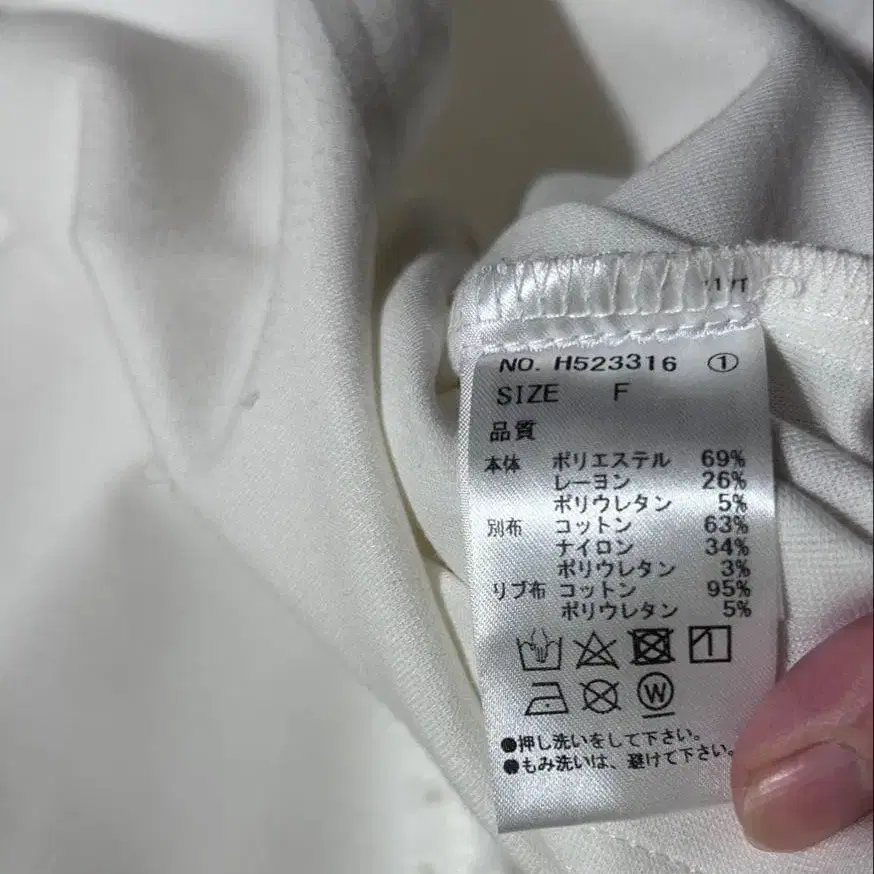 NO. H523316 ①
SIZE F
品質
本体 ポリエステル 69%
レーヨン 26%
ポリウレタン 5%
別布 コットン 63%
ナイロン 34%
ポリウレタン 3%
リブ布 コットン 95%
ポリウレタン 5%
1
W
●押し洗いをして下さい。
●もみ洗いは、避けて下さい。